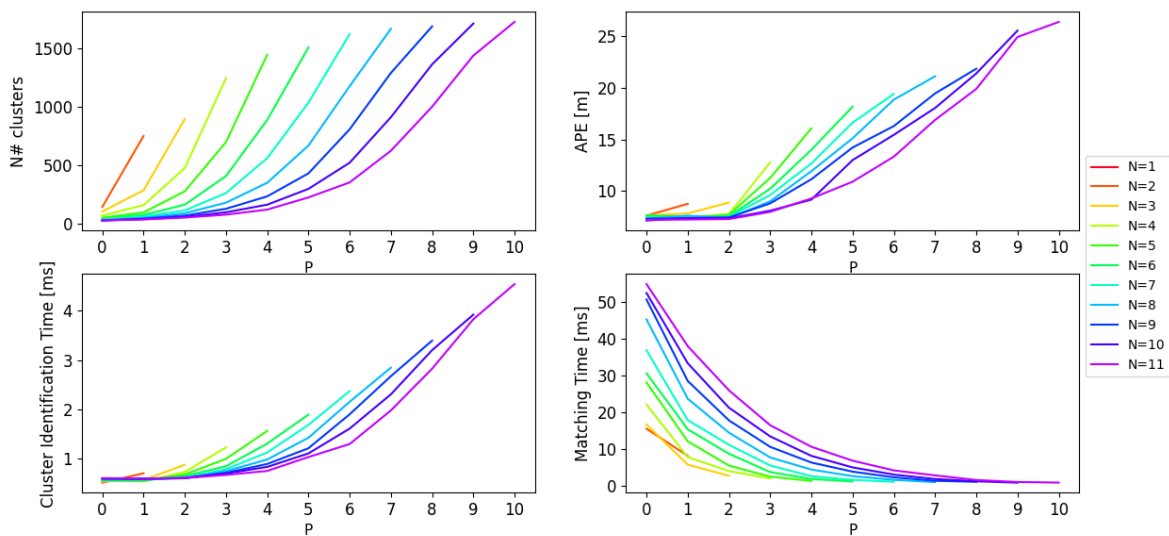 1500
1000
500
0
N# clusters
0 1 2 3 4 5 6 7 8 9 10
P
25
20
15
10
APE [m]
0 1 2 3 4 5 6 7 8 9 10
P
4
3
2
1
Cluster Identification Time [ms]
0 1 2 3 4 5 6 7 8 9 10
P
50
40
30
20
10
0
Matching Time [ms]
0 1 2 3 4 5 6 7 8 9 10
P
N=1
N=2
N=3
N=4
N=5
N=6
N=7
N=8
N=9
N=10
N=11